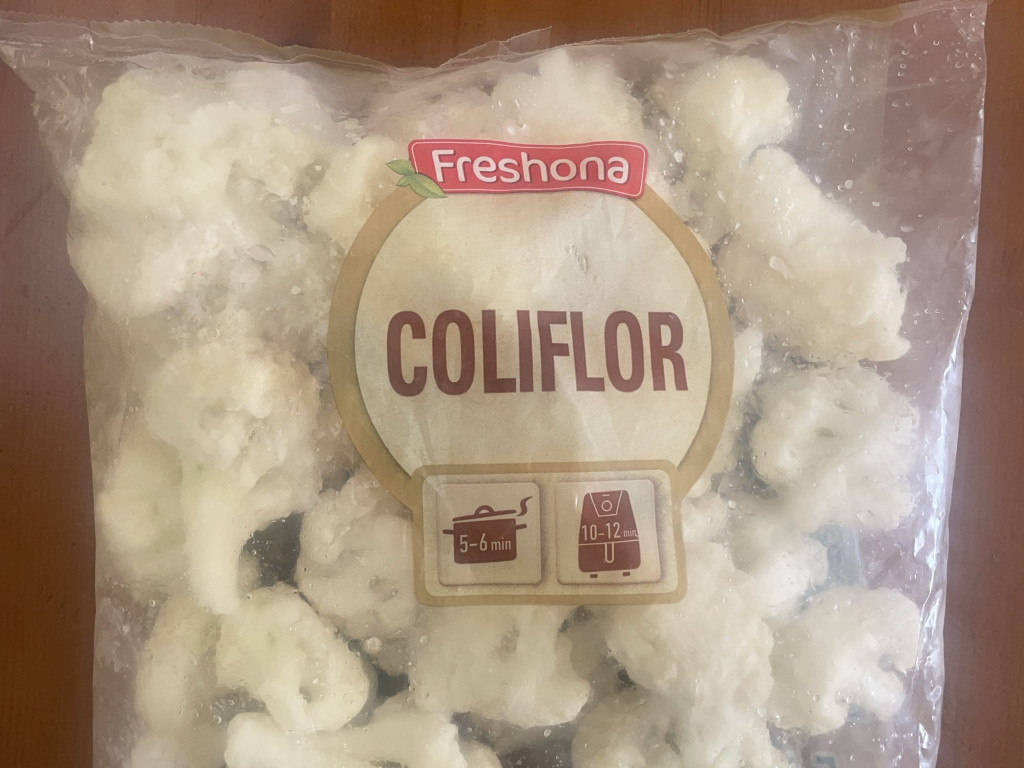 Freshona
COLIFLOR
5-6 min
10-12 min